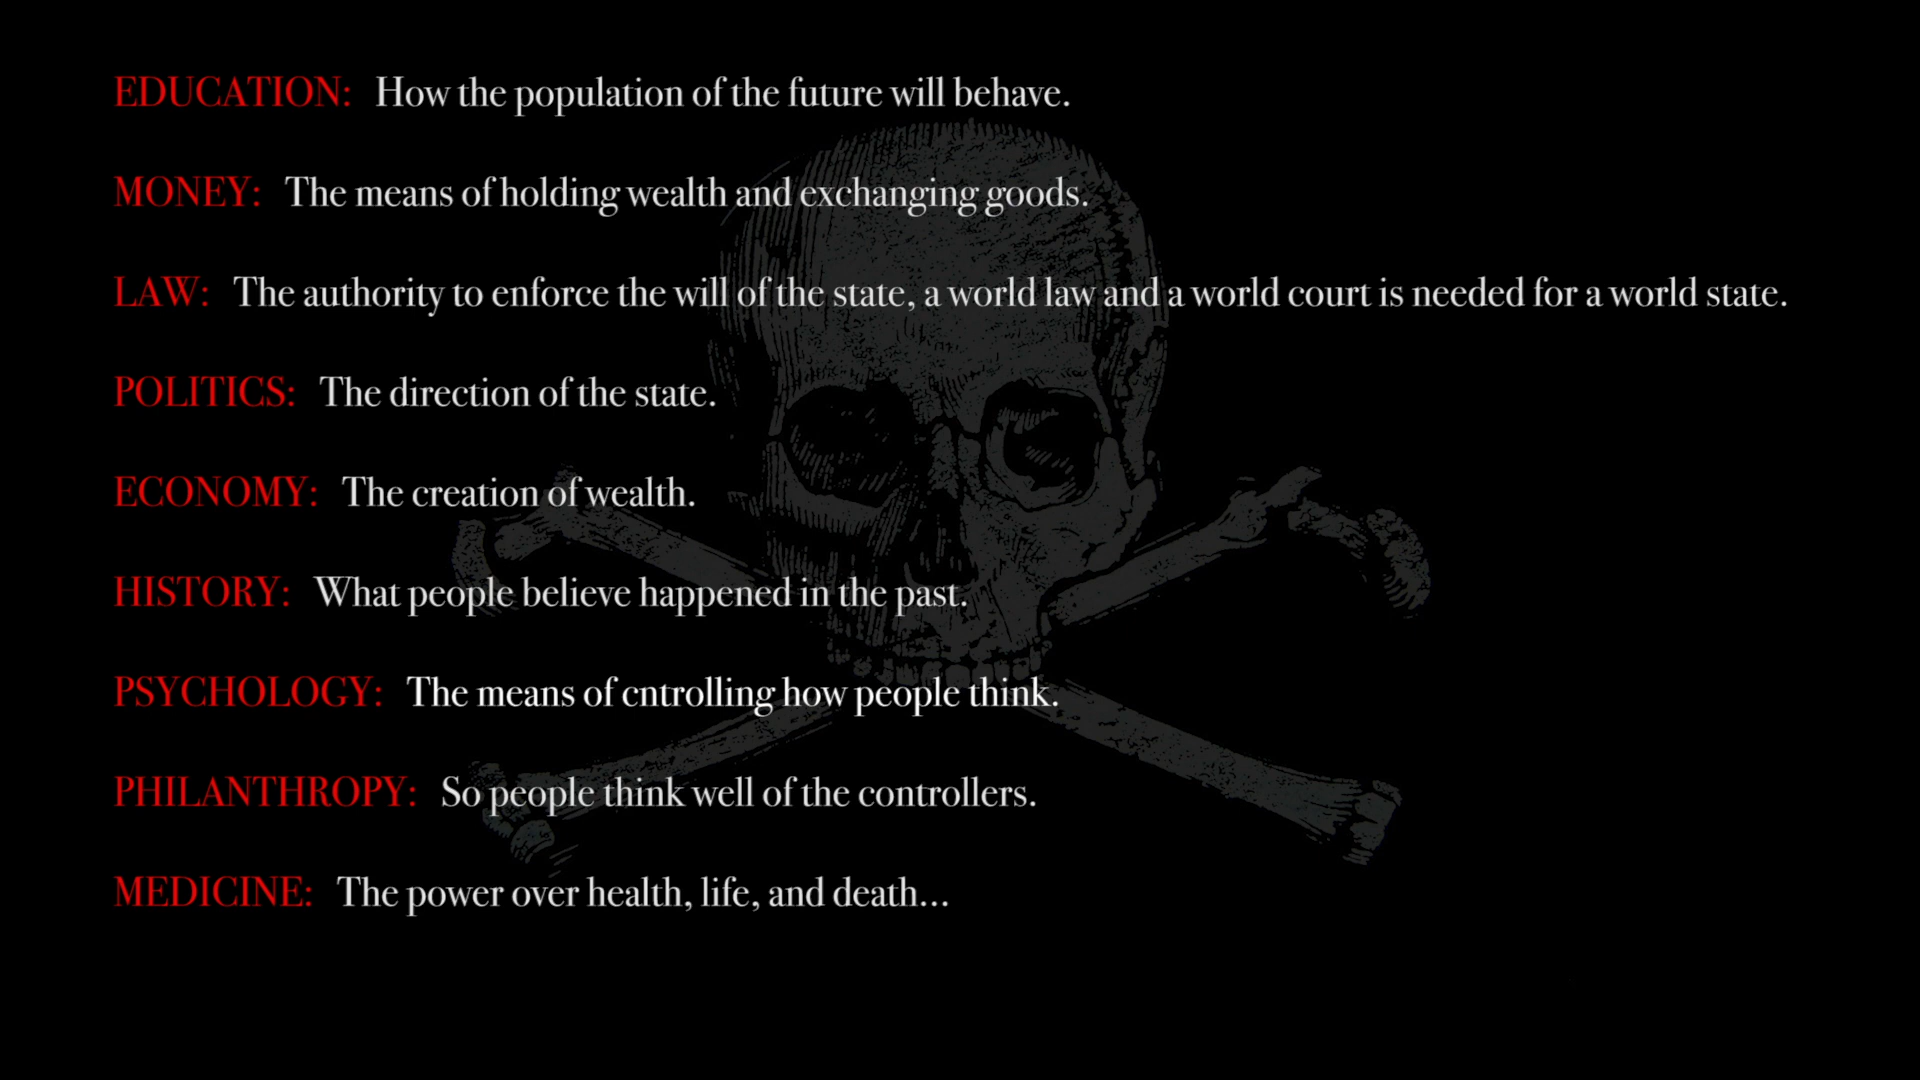 EDUCATION: How the population of the future will behave.
MONEY: The means of holding wealth and exchanging goods.
LAW: The authority to enforce the will of the state, a world law and a world court is needed for a world state.
POLITICS: The direction of the state.
ECONOMY: The creation of wealth.
HISTORY: What people believe happened in the past.
PSYCHOLOGY: The means of cntrolling how people think.
PHILANTHROPY: So people think well of the controllers.
MEDICINE: The power over health, life, and death...